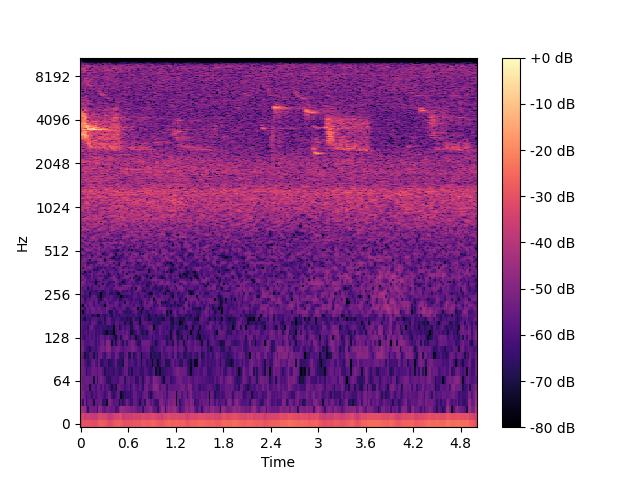 8192
4096
2048
1024
512
256
128
64
0
Hz
0
0.6
1.2
1.8
2.4
3
3.6
4.2
4.8
Time
+0 dB
-10 dB
-20 dB
-30 dB
-40 dB
-50 dB
-60 dB
-70 dB
-80 dB